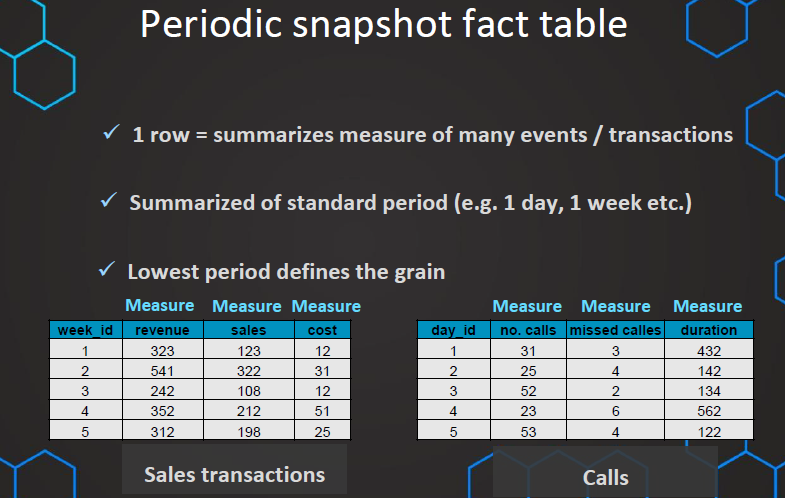 Periodic snapshot fact table
✓ 1 row = summarizes measure of many events / transactions
✓ Summarized of standard period (e.g. 1 day, 1 week etc.)
✓ Lowest period defines the grain
Measure Measure Measure
week_id revenue sales cost
1 323 123 12
2 541 322 31
3 242 108 12
4 352 212 51
5 312 198 25
Sales transactions
Measure Measure Measure
day_id no. calls missed calles duration
1 31 3 432
2 25 4 142
3 52 2 134
4 23 6 562
5 53 4 122
Calls